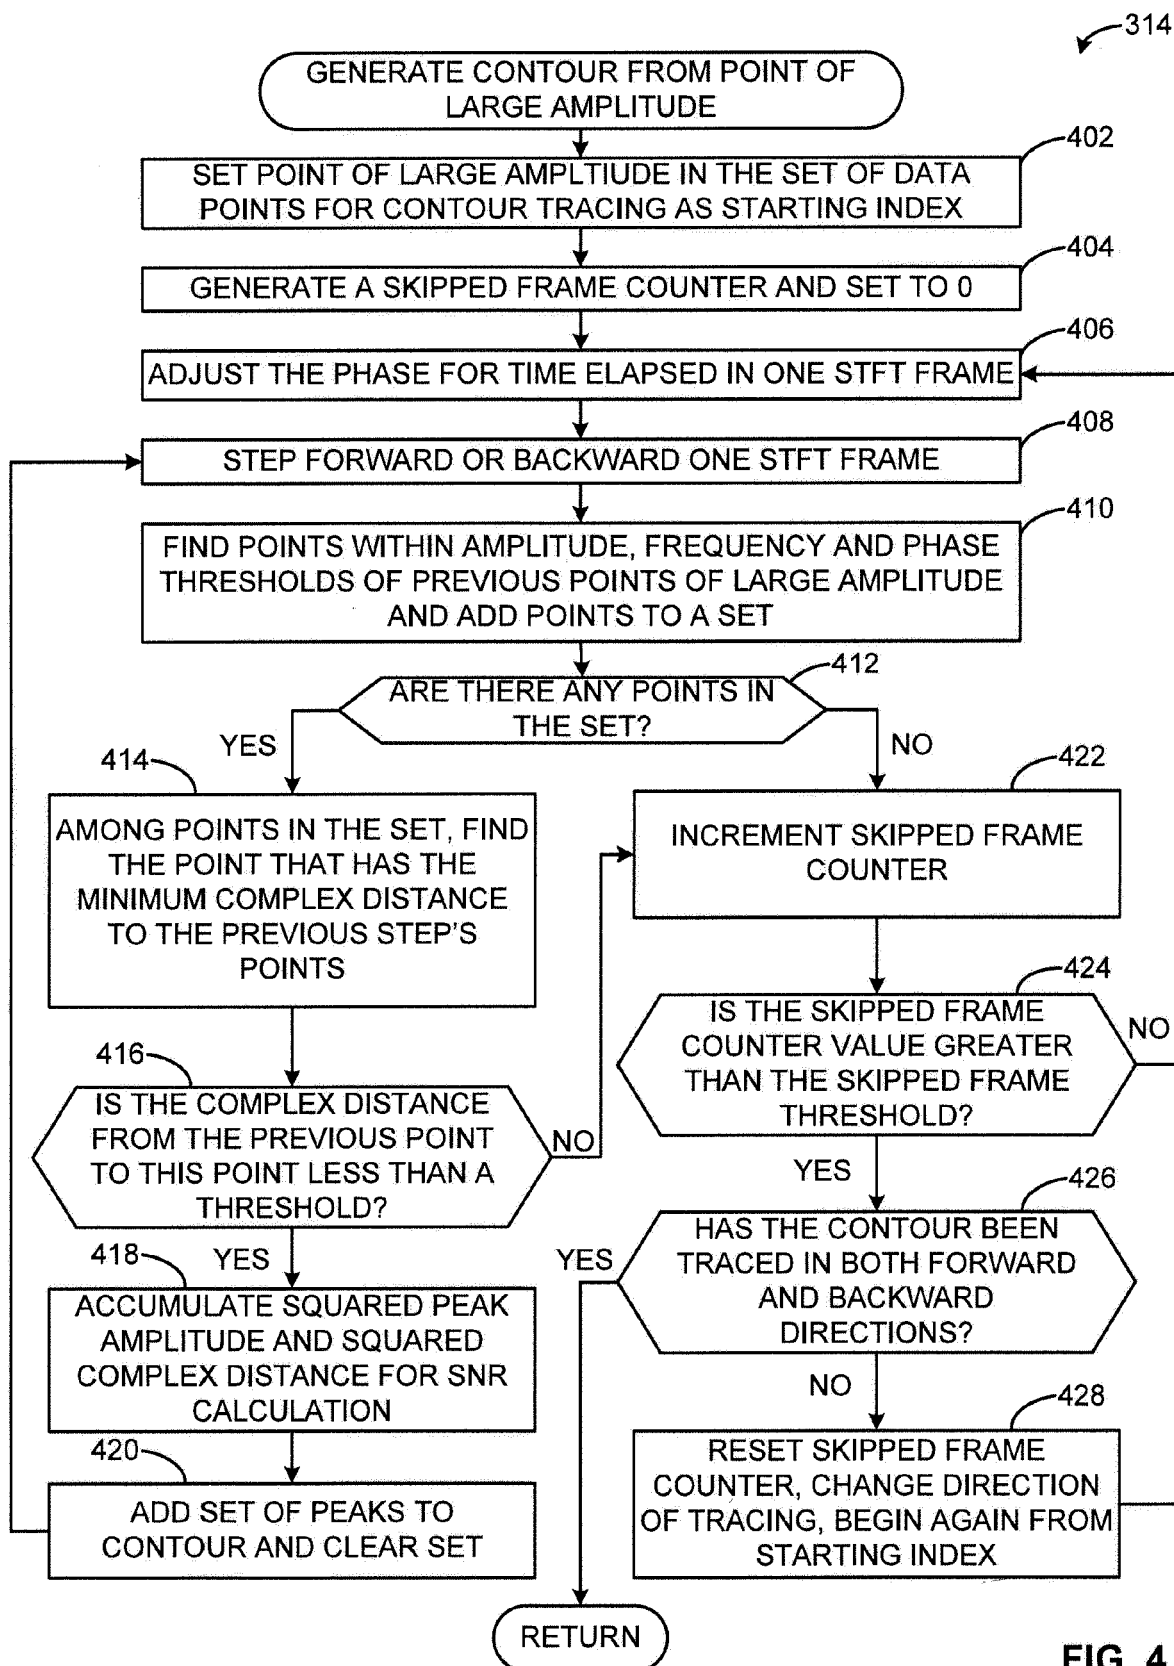 314
GENERATE CONTOUR FROM POINT OF
LARGE AMPLITUDE
402
SET POINT OF LARGE AMPLTIUDE IN THE SET OF DATA
POINTS FOR CONTOUR TRACING AS STARTING INDEX
404
GENERATE A SKIPPED FRAME COUNTER AND SET TO 0
406
ADJUST THE PHASE FOR TIME ELAPSED IN ONE STFT FRAME
408
STEP FORWARD OR BACKWARD ONE STFT FRAME
410
FIND POINTS WITHIN AMPLITUDE, FREQUENCY AND PHASE
THRESHOLDS OF PREVIOUS POINTS OF LARGE AMPLITUDE
AND ADD POINTS TO A SET
412
ARE THERE ANY POINTS IN
THE SET?
YES
NO
414
AMONG POINTS IN THE SET, FIND
THE POINT THAT HAS THE
MINIMUM COMPLEX DISTANCE
TO THE PREVIOUS STEP'S
POINTS
416
IS THE COMPLEX DISTANCE
FROM THE PREVIOUS POINT
TO THIS POINT LESS THAN A
THRESHOLD?
NO
YES
418
ACCUMULATE SQUARED PEAK
AMPLITUDE AND SQUARED
COMPLEX DISTANCE FOR SNR
CALCULATION
420
ADD SET OF PEAKS TO
CONTOUR AND CLEAR SET
422
INCREMENT SKIPPED FRAME
COUNTER
424
IS THE SKIPPED FRAME
COUNTER VALUE GREATER
THAN THE SKIPPED FRAME
THRESHOLD?
NO
YES
426
HAS THE CONTOUR BEEN
TRACED IN BOTH FORWARD
AND BACKWARD
DIRECTIONS?
YES
NO
428
RESET SKIPPED FRAME
COUNTER, CHANGE DIRECTION
OF TRACING, BEGIN AGAIN FROM
STARTING INDEX
RETURN
FIG. 4